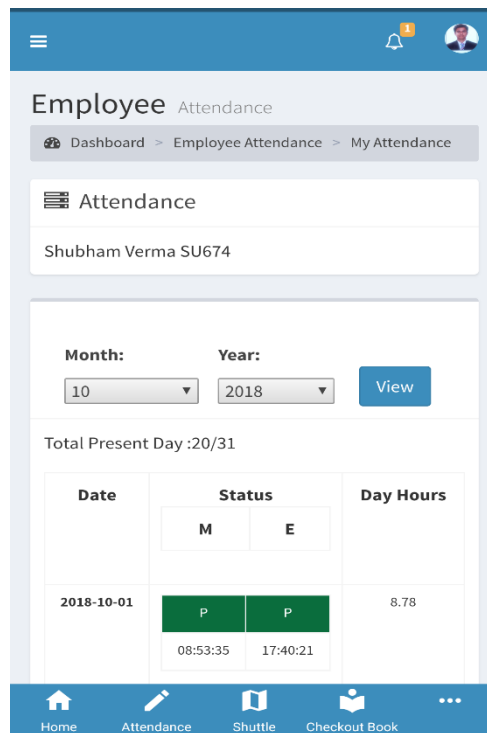 1
Employee Attendance
Dashboard > Employee Attendance > My Attendance
Attendance
Shubham Verma SU674
Month: Year:
10 2018 View
Total Present Day :20/31
Date Status Day Hours
M E
2018-10-01 P P 8.78
08:53:35 17:40:21
Home Attendance Shuttle Checkout Book